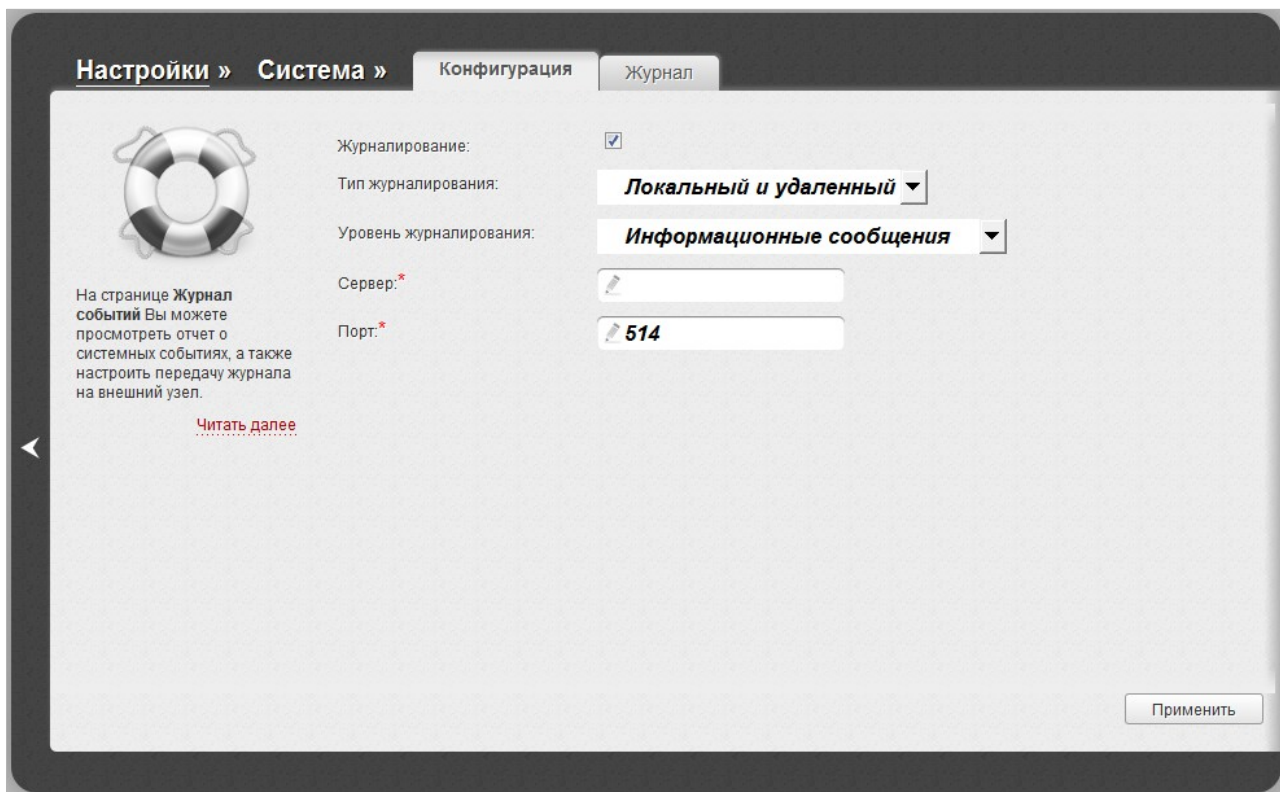 Настройки » Система » Конфигурация Журнал
Журналирование:
Тип журналирования: Локальный и удаленный
Уровень журналирования: Информационные сообщения
Сервер:*
Порт:* 514
На странице Журнал
событий Вы можете
просмотреть отчет о
системных событиях, а также
настроить передачу журнала
на внешний узел.
Читать далее
Применить